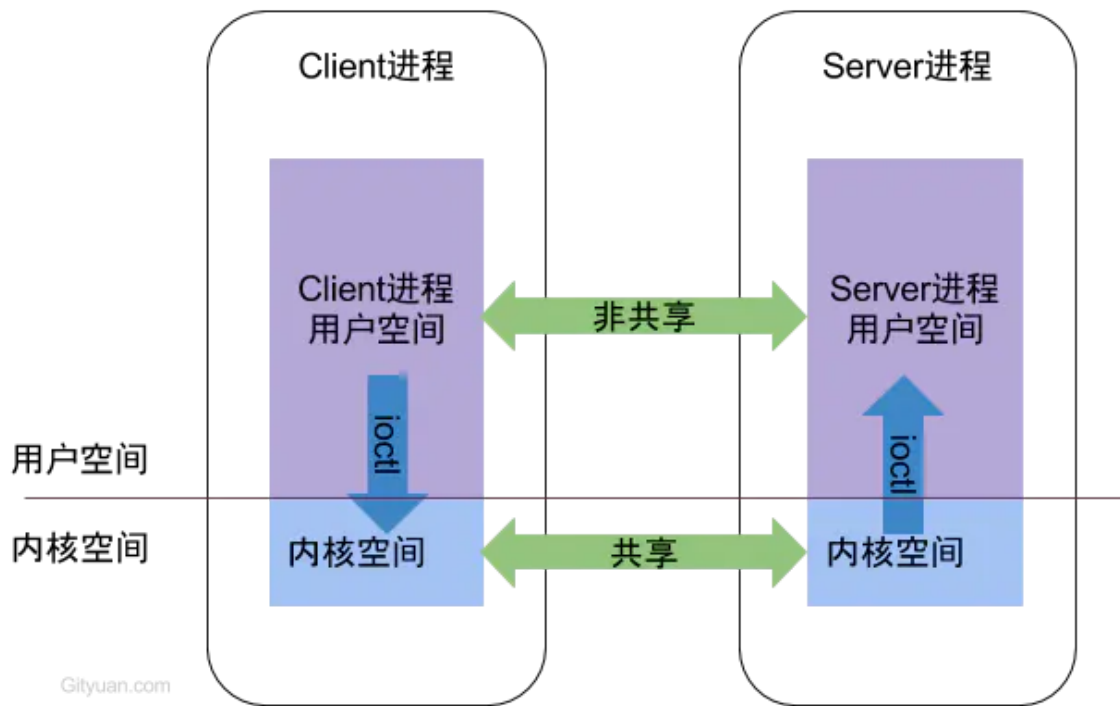 Client进程
Server进程
Client进程
用户空间
非共享
Server进程
用户空间
ioctl
ioctl
用户空间
内核空间
内核空间
共享
内核空间
Gityuan.com